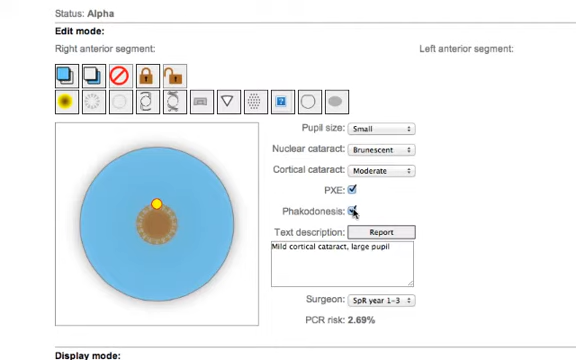 Status: Alpha
Edit mode:
Right anterior segment:
Left anterior segment:
Pupil size: Small
Nuclear cataract: Brunescent
Cortical cataract: Moderate
PXE:
Phakodonesis:
Text description: Report
Mild cortical cataract, large pupil
Surgeon: SpR year 1-3
PCR risk: 2.69%
Display mode: